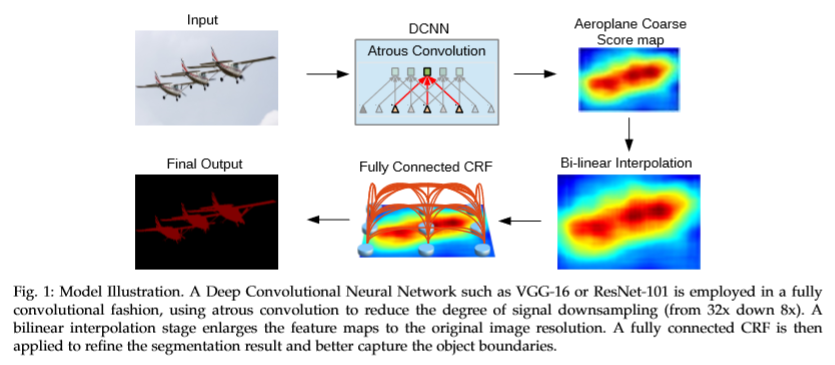 Input
DCNN
Atrous Convolution
Aeroplane Coarse
Score map
Final Output
Fully Connected CRF
Bi-linear Interpolation
Fig. 1: Model Illustration. A Deep Convolutional Neural Network such as VGG-16 or ResNet-101 is employed in a fully
convolutional fashion, using atrous convolution to reduce the degree of signal downsampling (from 32x down 8x). A
bilinear interpolation stage enlarges the feature maps to the original image resolution. A fully connected CRF is then
applied to refine the segmentation result and better capture the object boundaries.